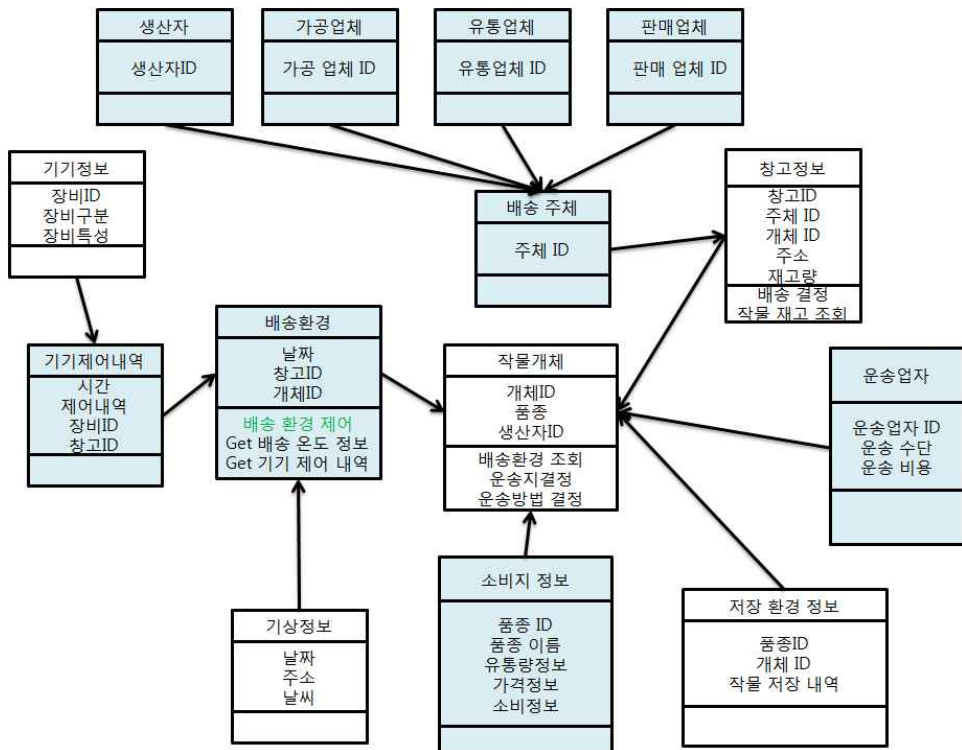 생산자
생산자ID
가공업체
가공 업체 ID
유통업체
유통업체 ID
판매업체
판매 업체 ID
기기정보
장비ID
장비구분
장비특성
배송 주체
주체 ID
창고정보
창고ID
주체 ID
개체 ID
주소
재고량
배송 결정
작물 재고 조회
기기제어내역
시간
제어내역
장비ID
창고ID
배송환경
날짜
창고ID
개체ID
배송 환경 제어
Get 배송 온도 정보
Get 기기 제어 내역
작물개체
개체ID
품종
생산자ID
배송환경 조회
운송지결정
운송방법 결정
운송업자
운송업자 ID
운송 수단
운송 비용
기상정보
날짜
주소
날씨
소비지 정보
품종 ID
품종 이름
유통량정보
가격정보
소비정보
저장 환경 정보
품종ID
개체 ID
작물 저장 내역